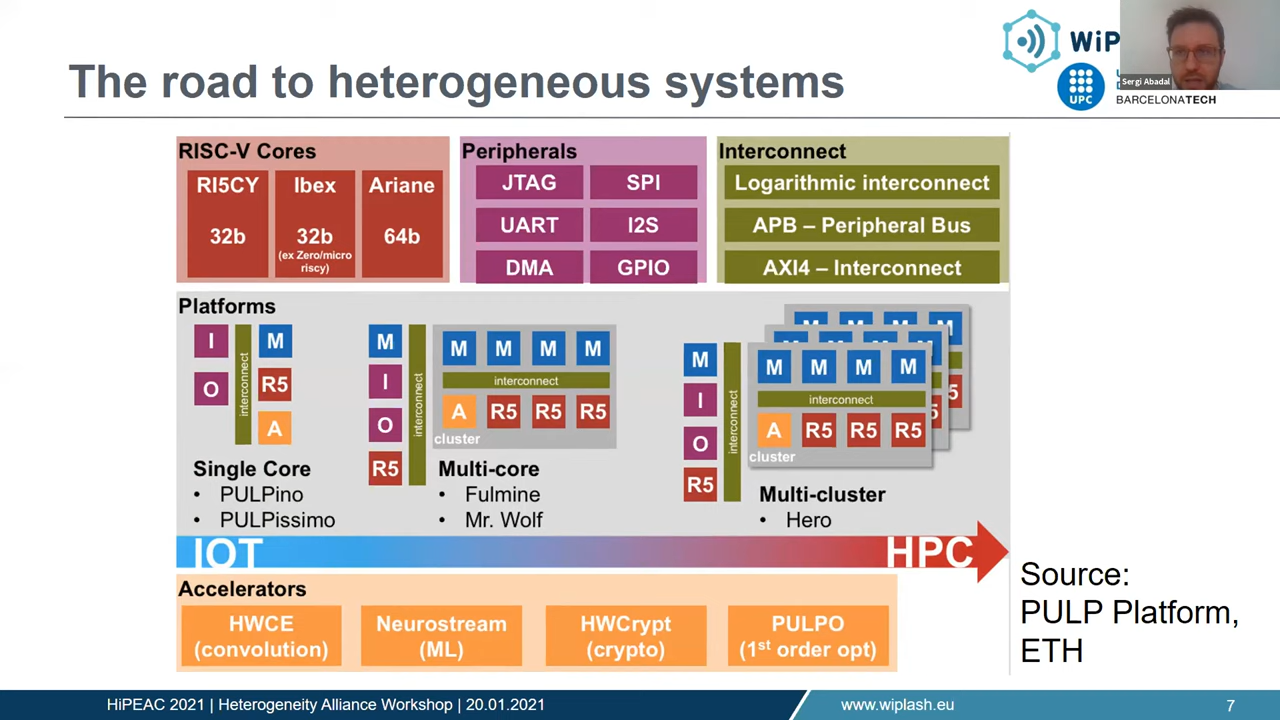 The road to heterogeneous systems
WiP
Sergi Abadal
UPC
BARCELONATECH
RISC-V Cores
RI5CY
32b
Ibex
32b
(ex Zero/micro
riscy)
Ariane
64b
Peripherals
JTAG
SPI
UART
I2S
DMA
GPIO
Interconnect
Logarithmic interconnect
APB – Peripheral Bus
AXI4 – Interconnect
Platforms
I
O
interconnect
M
R5
A
Single Core
• PULPino
• PULPissimo
M
I
O
R5
interconnect
M M M M
interconnect
A R5 R5 R5
cluster
Multi-core
• Fulmine
• Mr. Wolf
M
I
O
R5
interconnect
M M M M
interconnect
A R5 R5 R5
cluster
Multi-cluster
• Hero
IOT
HPC
Accelerators
HWCE
(convolution)
Neurostream
(ML)
HWCrypt
(crypto)
PULPO
(1st order opt)
Source:
PULP Platform,
ETH
HiPEAC 2021 | Heterogeneity Alliance Workshop | 20.01.2021
www.wiplash.eu
7